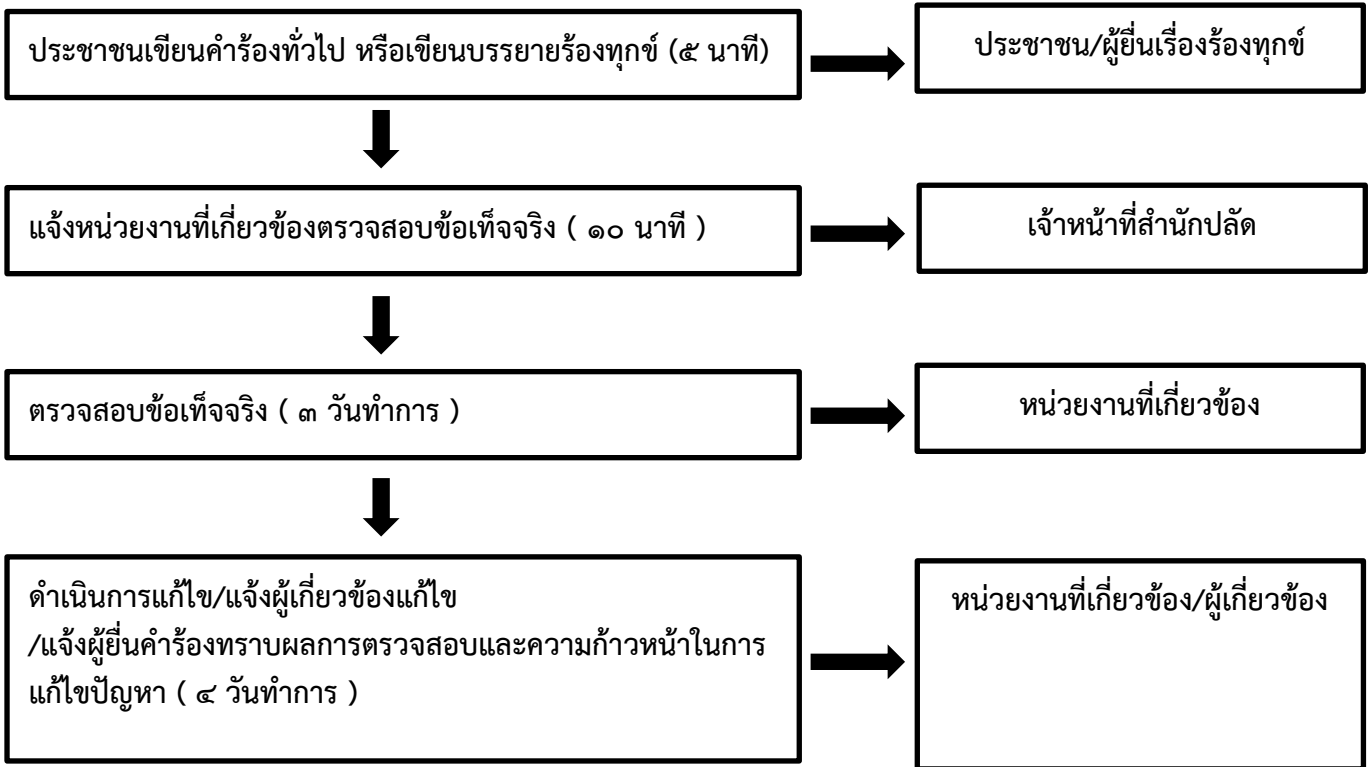 ประชาชนเขียนคำร้องทั่วไป หรือเขียนบรรยายร้องทุกข์ (๕ นาที)
ประชาชน/ผู้ยื่นเรื่องร้องทุกข์
แจ้งหน่วยงานที่เกี่ยวข้องตรวจสอบข้อเท็จจริง ( ๑๐ นาที )
เจ้าหน้าที่สำนักปลัด
ตรวจสอบข้อเท็จจริง ( ๓ วันทำการ )
หน่วยงานที่เกี่ยวข้อง
ดำเนินการแก้ไข/แจ้งผู้เกี่ยวข้องแก้ไข
/แจ้งผู้ยื่นคำร้องทราบผลการตรวจสอบและความก้าวหน้าในการ
แก้ไขปัญหา ( ๔ วันทำการ )
หน่วยงานที่เกี่ยวข้อง/ผู้เกี่ยวข้อง